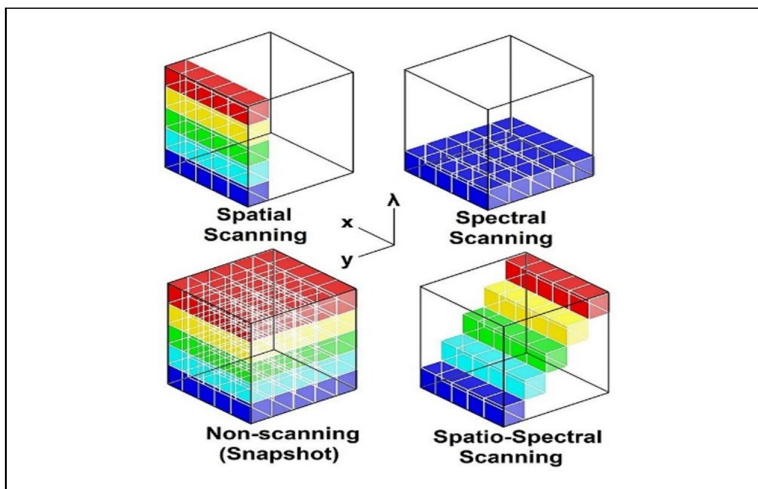 Spatial
Scanning
Spectral
Scanning
λ
x
y
Non-scanning
(Snapshot)
Spatio-Spectral
Scanning